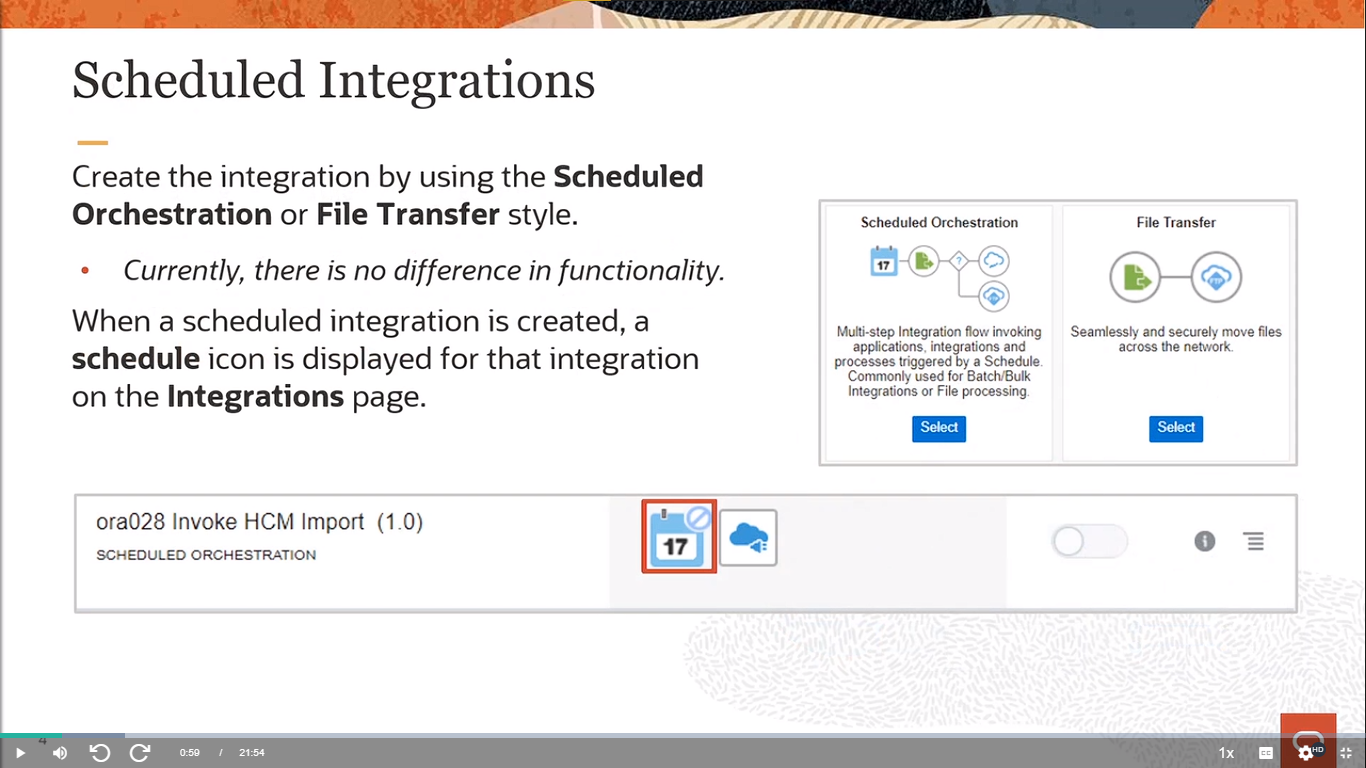 Scheduled Integrations
Create the integration by using the Scheduled
Orchestration or File Transfer style.
• Currently, there is no difference in functionality.
When a scheduled integration is created, a
schedule icon is displayed for that integration
on the Integrations page.
Scheduled Orchestration
17
?
Multi-step Integration flow invoking
applications, integrations and
processes triggered by a Schedule.
Commonly used for Batch/Bulk
Integrations or File processing.
Select
File Transfer
FTP
Seamlessly and securely move files
across the network.
Select
ora028 Invoke HCM Import (1.0)
SCHEDULED ORCHESTRATION
17
4
0:59 / 21:54
1x
CC
HD